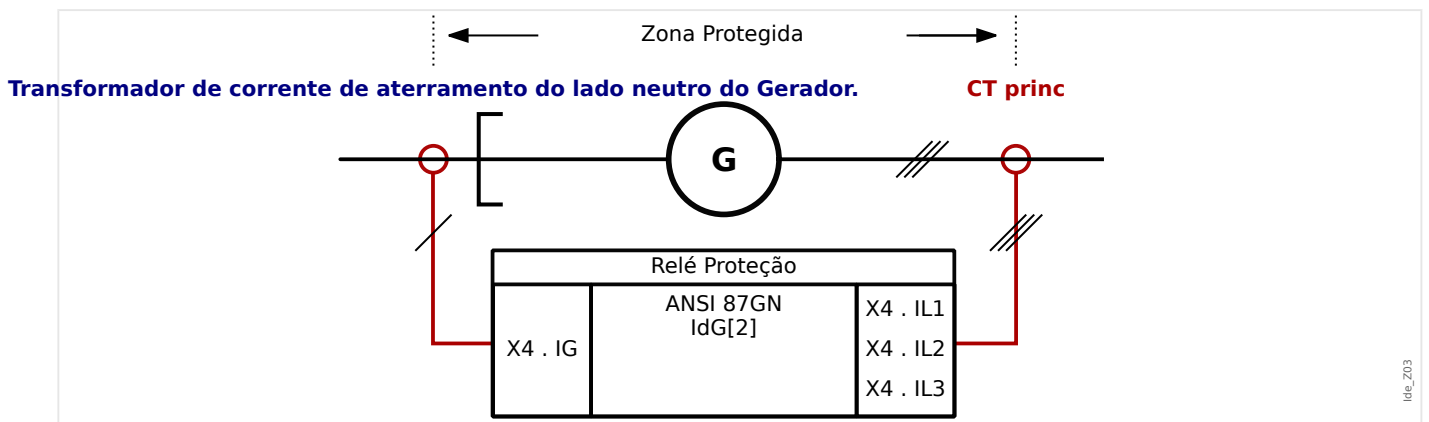 Zona Protegida
Transformador de corrente de aterramento do lado neutro do Gerador.
CT princ
G
Relé Proteção
X4 . IG
ANSI 87GN
IdG[2]
X4 . IL1
X4 . IL2
X4 . IL3
Ide_Z03